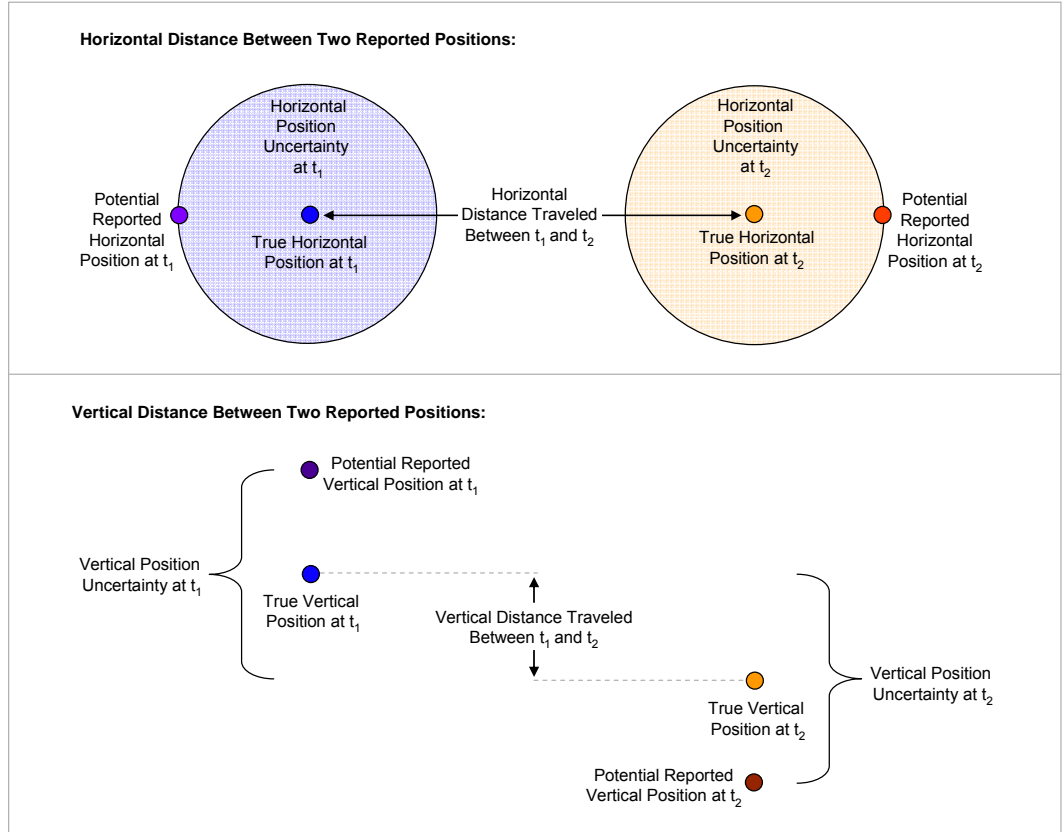 Horizontal Distance Between Two Reported Positions:
Horizontal
Position
Uncertainty
at t₁
Horizontal
Position
Uncertainty
at t₂
Potential
Reported
Horizontal
Position at t₁
True Horizontal
Position at t₁
Horizontal
Distance Traveled
Between t₁ and t₂
True Horizontal
Position at t₂
Potential
Reported
Horizontal
Position at t₂
Vertical Distance Between Two Reported Positions:
Potential Reported
Vertical Position at t₁
Vertical Position
Uncertainty at t₁
True Vertical
Position at t₁
Vertical Distance Traveled
Between t₁ and t₂
Vertical Position
Uncertainty at t₂
True Vertical
Position at t₂
Potential Reported
Vertical Position at t₂